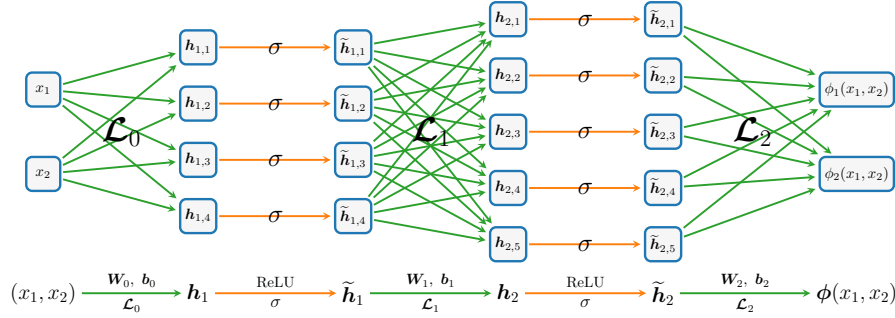 h₂,₁ σ h̃₂,₁
h₁,₁ σ h̃₁,₁
x₁ h₂,₂ σ h̃₂,₂ ϕ₁(x₁, x₂)
h₁,₂ σ h̃₁,₂
𝓛₀ 𝓛₁ h₂,₃ σ h̃₂,₃ 𝓛₂
h₁,₃ σ h̃₁,₃
x₂ h₂,₄ σ h̃₂,₄ ϕ₂(x₁, x₂)
h₁,₄ σ h̃₁,₄
h₂,₅ σ h̃₂,₅
W₀, b₀ ReLU W₁, b₁ ReLU W₂, b₂
(x₁, x₂) h₁ h̃₁ h₂ h̃₂ ϕ(x₁, x₂)
𝓛₀ σ 𝓛₁ σ 𝓛₂